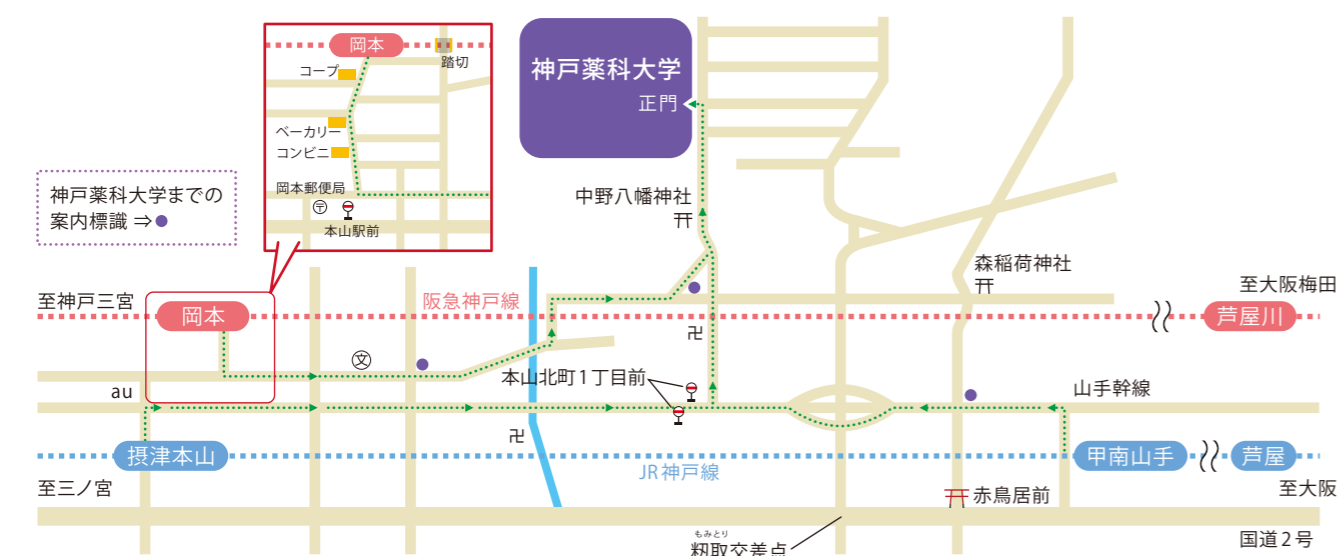 岡本
踏切
コープ
ベーカリー
コンビニ
岡本郵便局
〒
本山駅前
神戸薬科大学
正門
神戸薬科大学までの
案内標識 ⇒●
中野八幡神社
森稲荷神社
至神戸三宮
岡本
阪急神戸線
至大阪梅田
芦屋川
文
卍
au
本山北町1丁目前
山手幹線
卍
摂津本山
JR神戸線
甲南山手
芦屋
至三ノ宮
赤鳥居前
至大阪
もみとり
籾取交差点
国道2号